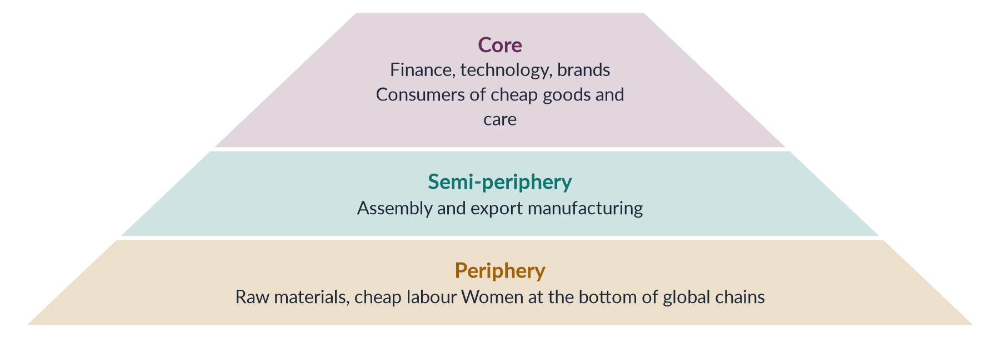 Core
Finance, technology, brands
Consumers of cheap goods and
care
Semi-periphery
Assembly and export manufacturing
Periphery
Raw materials, cheap labour Women at the bottom of global chains